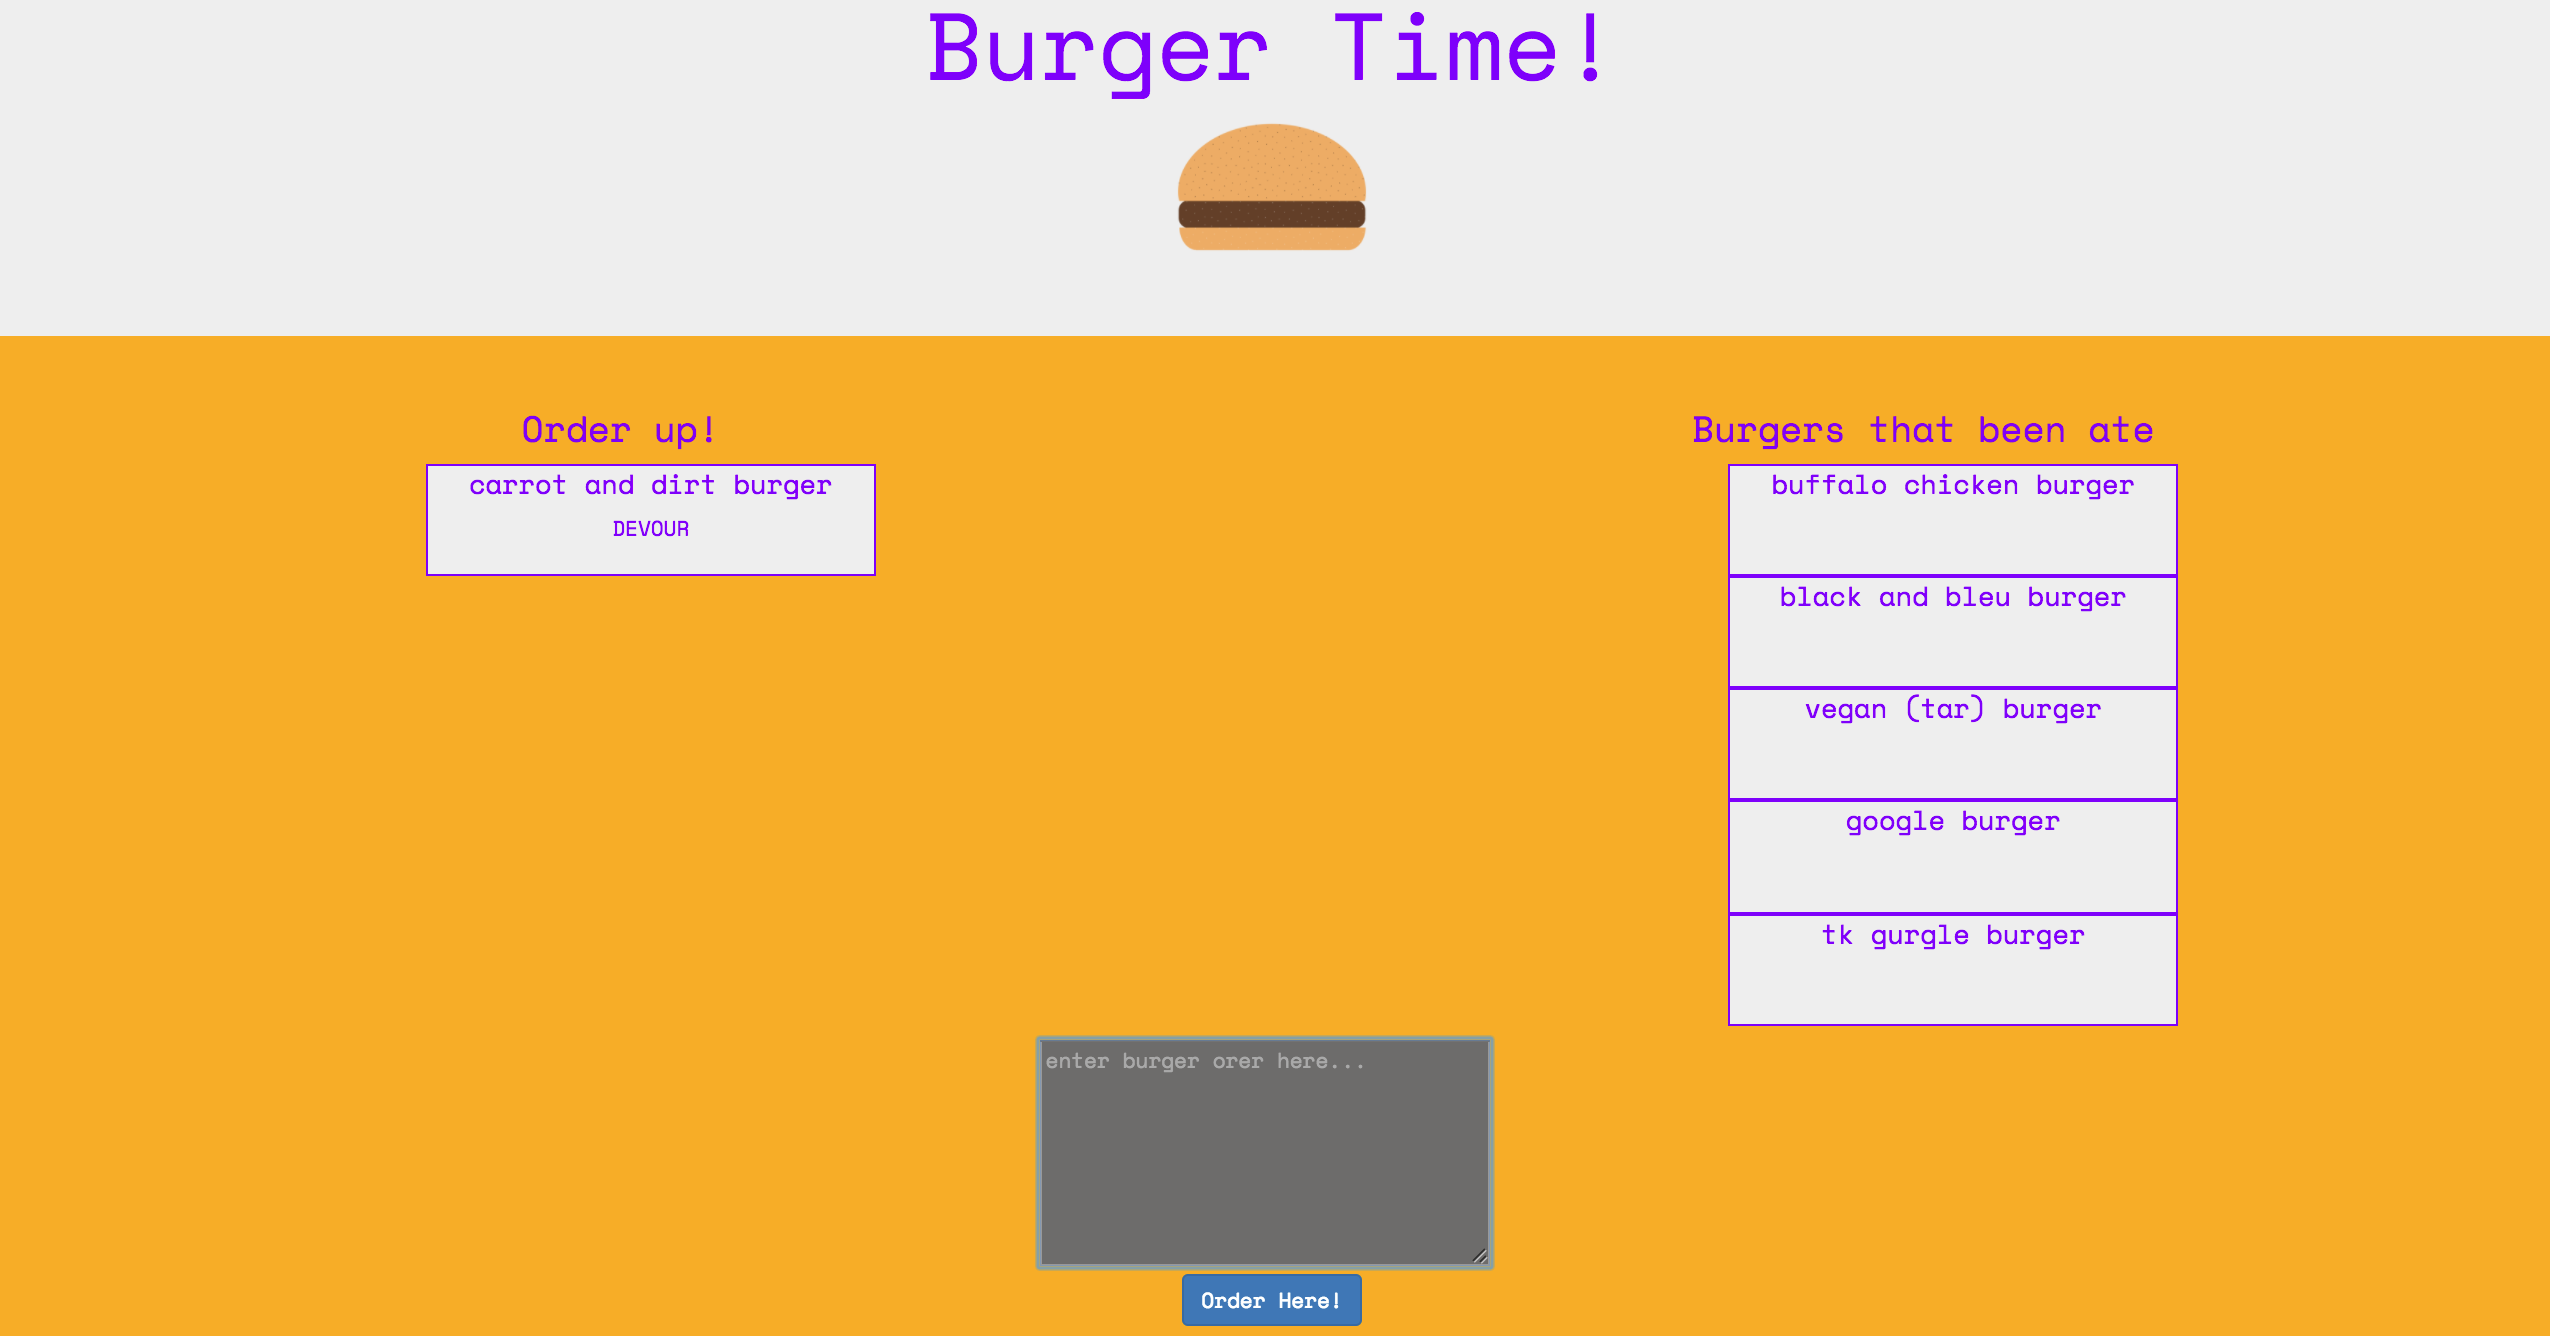 Burger Time!
Order up!
carrot and dirt burger
DEVOUR
Burgers that been ate
buffalo chicken burger
black and bleu burger
vegan (tar) burger
google burger
tk gurgle burger
enter burger orer here...
Order Here!